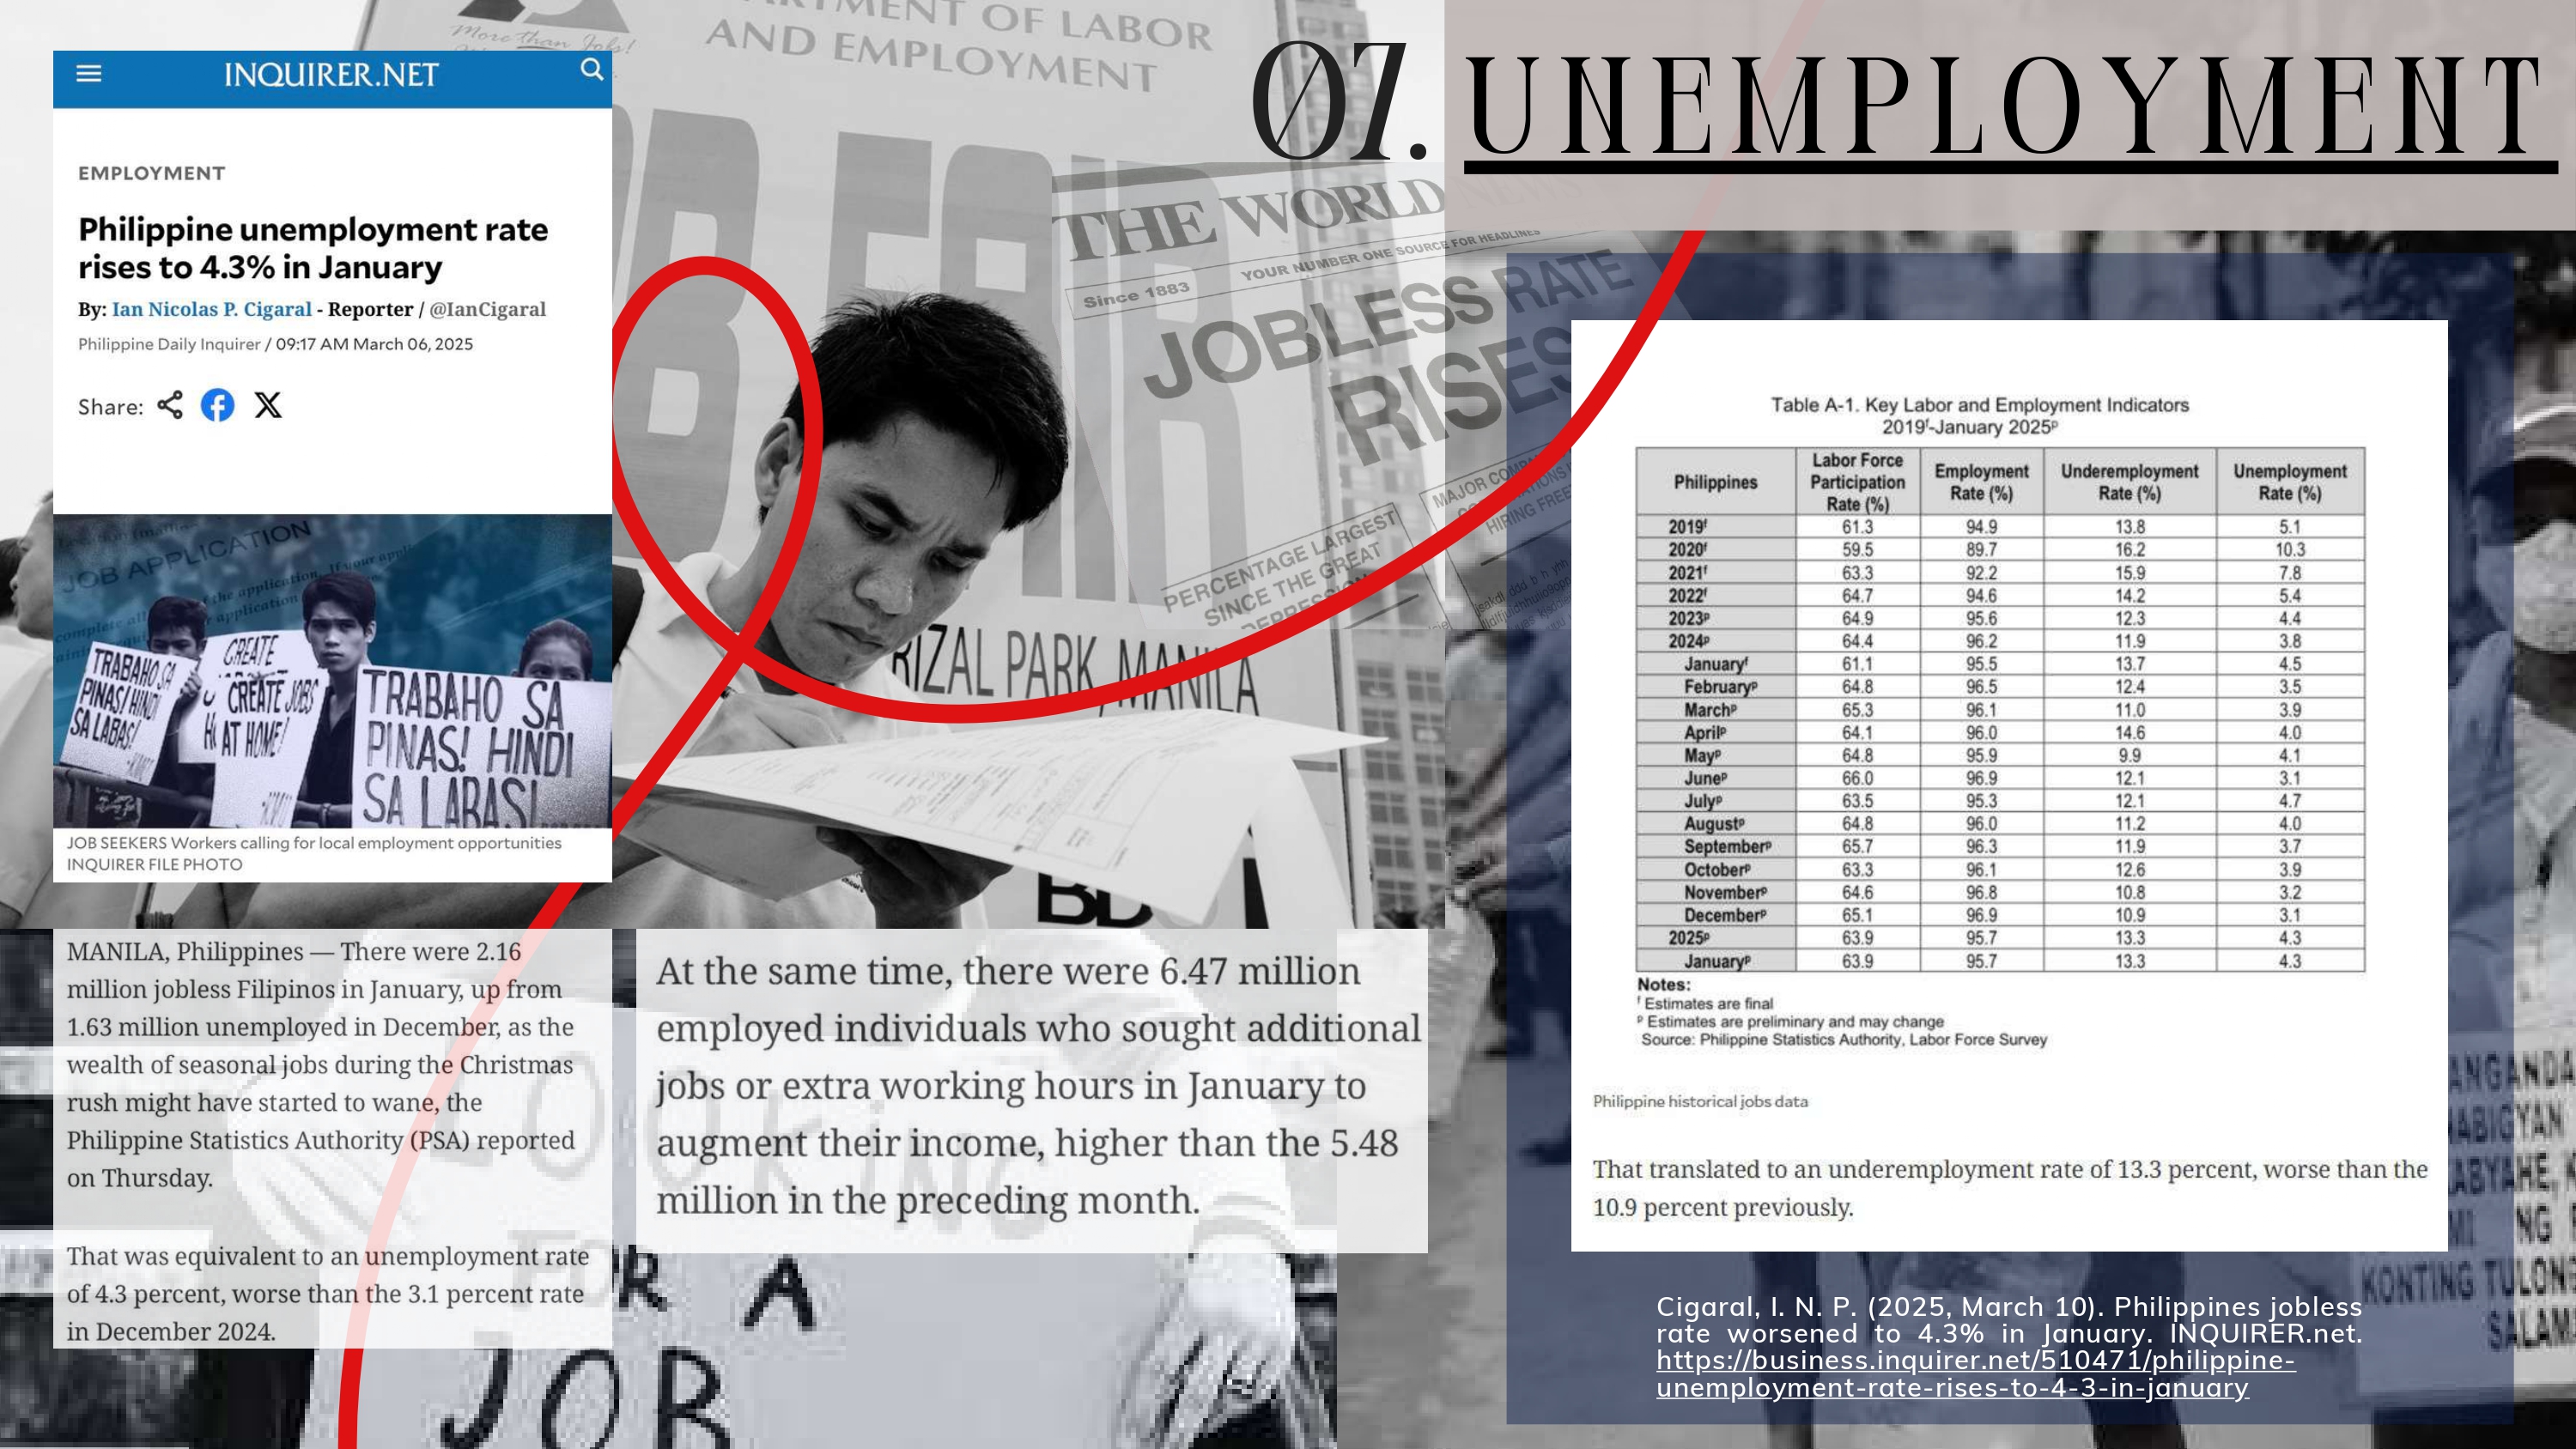 07. UNEMPLOYMENT
INQUIRER.NET
EMPLOYMENT
Philippine unemployment rate
rises to 4.3% in January
By: Ian Nicolas P. Cigaral - Reporter / @IanCigaral
Philippine Daily Inquirer / 09:17 AM March 06, 2025
Share:
JOB APPLICATION
TRABAHO SA
PINAS! HINDI
SA LABAS!
CREATE
CREATE JOBS
AT HOME!
TRABAHO SA
PINAS! HINDI
SA LABAS!
JOB SEEKERS Workers calling for local employment opportunities
INQUIRER FILE PHOTO
MANILA, Philippines — There were 2.16
million jobless Filipinos in January, up from
1.63 million unemployed in December, as the
wealth of seasonal jobs during the Christmas
rush might have started to wane, the
Philippine Statistics Authority (PSA) reported
on Thursday.
That was equivalent to an unemployment rate
of 4.3 percent, worse than the 3.1 percent rate
in December 2024.
More than Jobs!
OF LABOR
AND EMPLOYMENT
FAIR
RIZAL PARK, MANILA
THE WORLD NEWS
YOUR NUMBER ONE SOURCE FOR HEADLINES
Since 1883
JOBLESS RATE
RISES
PERCENTAGE LARGEST
SINCE THE GREAT
At the same time, there were 6.47 million
employed individuals who sought additional
jobs or extra working hours in January to
augment their income, higher than the 5.48
million in the preceding month.
LOOKING
FOR A
JOB
Table A-1. Key Labor and Employment Indicators
2019ᶠ-January 2025ᵖ
Philippines Labor Force Participation Rate (%) Employment Rate (%) Underemployment Rate (%) Unemployment Rate (%)
2019ᶠ 61.3 94.9 13.8 5.1
2020ᶠ 59.5 89.7 16.2 10.3
2021ᶠ 63.3 92.2 15.9 7.8
2022ᶠ 64.7 94.6 14.2 5.4
2023ᵖ 64.9 95.6 12.3 4.4
2024ᵖ 64.4 96.2 11.9 3.8
Januaryᶠ 61.1 95.5 13.7 4.5
Februaryᵖ 64.8 96.5 12.4 3.5
Marchᵖ 65.3 96.1 11.0 3.9
Aprilᵖ 64.1 96.0 14.6 4.0
Mayᵖ 64.8 95.9 9.9 4.1
Juneᵖ 66.0 96.9 12.1 3.1
Julyᵖ 63.5 95.3 12.1 4.7
Augustᵖ 64.8 96.0 11.2 4.0
Septemberᵖ 65.7 96.3 11.9 3.7
Octoberᵖ 63.3 96.1 12.6 3.9
Novemberᵖ 64.6 96.8 10.8 3.2
Decemberᵖ 65.1 96.9 10.9 3.1
2025ᵖ 63.9 95.7 13.3 4.3
Januaryᵖ 63.9 95.7 13.3 4.3
Notes:
ᶠ Estimates are final
ᵖ Estimates are preliminary and may change
Source: Philippine Statistics Authority, Labor Force Survey
Philippine historical jobs data
That translated to an underemployment rate of 13.3 percent, worse than the
10.9 percent previously.
KONTING TULONG
Cigaral, I. N. P. (2025, March 10). Philippines jobless
rate worsened to 4.3% in January. INQUIRER.net.
https://business.inquirer.net/510471/philippine-
unemployment-rate-rises-to-4-3-in-january